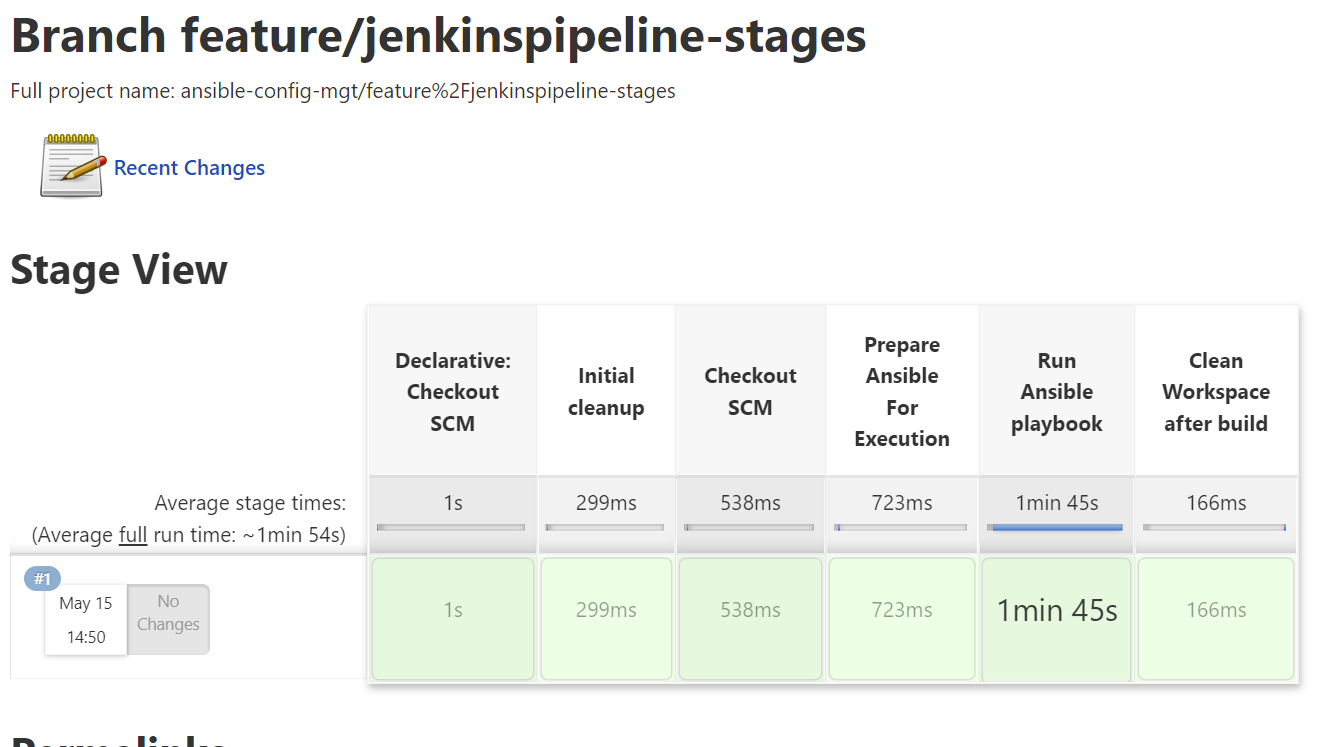 Branch feature/jenkinspipeline-stages
Full project name: ansible-config-mgt/feature%2Fjenkinspipeline-stages
Recent Changes
Stage View
Declarative:
Checkout
SCM
Initial
cleanup
Checkout
SCM
Prepare
Ansible
For
Execution
Run
Ansible
playbook
Clean
Workspace
after build
Average stage times:
(Average full run time: ~1min 54s)
1s
299ms
538ms
723ms
1min 45s
166ms
#1
May 15
14:50
No
Changes
1s
299ms
538ms
723ms
1min 45s
166ms
Permalinks